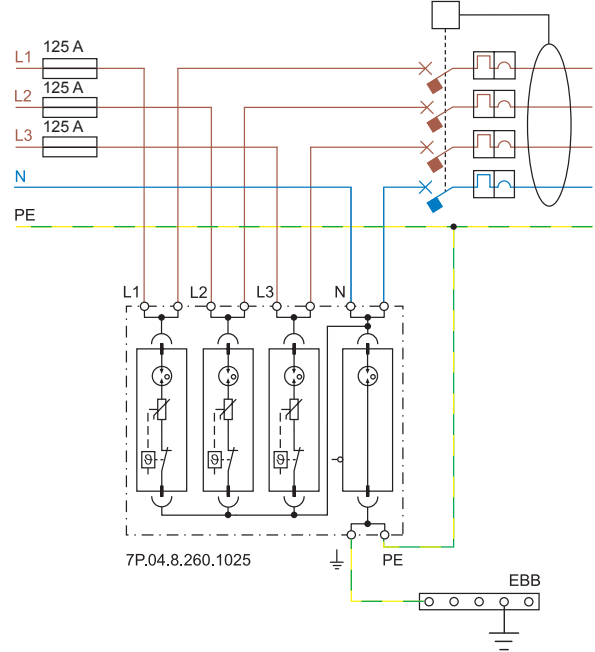 125 A
L1
125 A
L2
125 A
L3
N
PE
L1 L2 L3 N
ϑ ϑ ϑ
7P.04.8.260.1025
PE
EBB